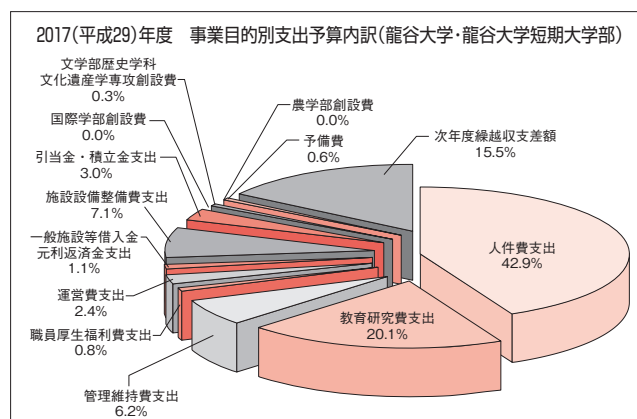 2017(平成29)年度　事業目的別支出予算内訳(龍谷大学・龍谷大学短期大学部)
文学部歴史学科
文化遺産学専攻創設費
0.3%
農学部創設費
0.0%
国際学部創設費
0.0%
予備費
0.6%
次年度繰越収支差額
15.5%
引当金・積立金支出
3.0%
施設設備整備費支出
7.1%
人件費支出
42.9%
一般施設等借入金
元利返済金支出
1.1%
運営費支出
2.4%
教育研究費支出
20.1%
職員厚生福利費支出
0.8%
管理維持費支出
6.2%